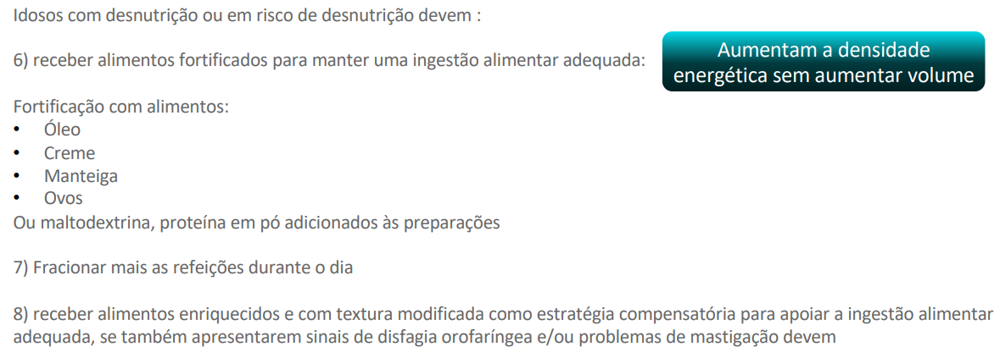 Idosos com desnutrição ou em risco de desnutrição devem :
6) receber alimentos fortificados para manter uma ingestão alimentar adequada:
Aumentam a densidade
energética sem aumentar volume
Fortificação com alimentos:
• Óleo
• Creme
• Manteiga
• Ovos
Ou maltodextrina, proteína em pó adicionados às preparações
7) Fracionar mais as refeições durante o dia
8) receber alimentos enriquecidos e com textura modificada como estratégia compensatória para apoiar a ingestão alimentar
adequada, se também apresentarem sinais de disfagia orofaríngea e/ou problemas de mastigação devem